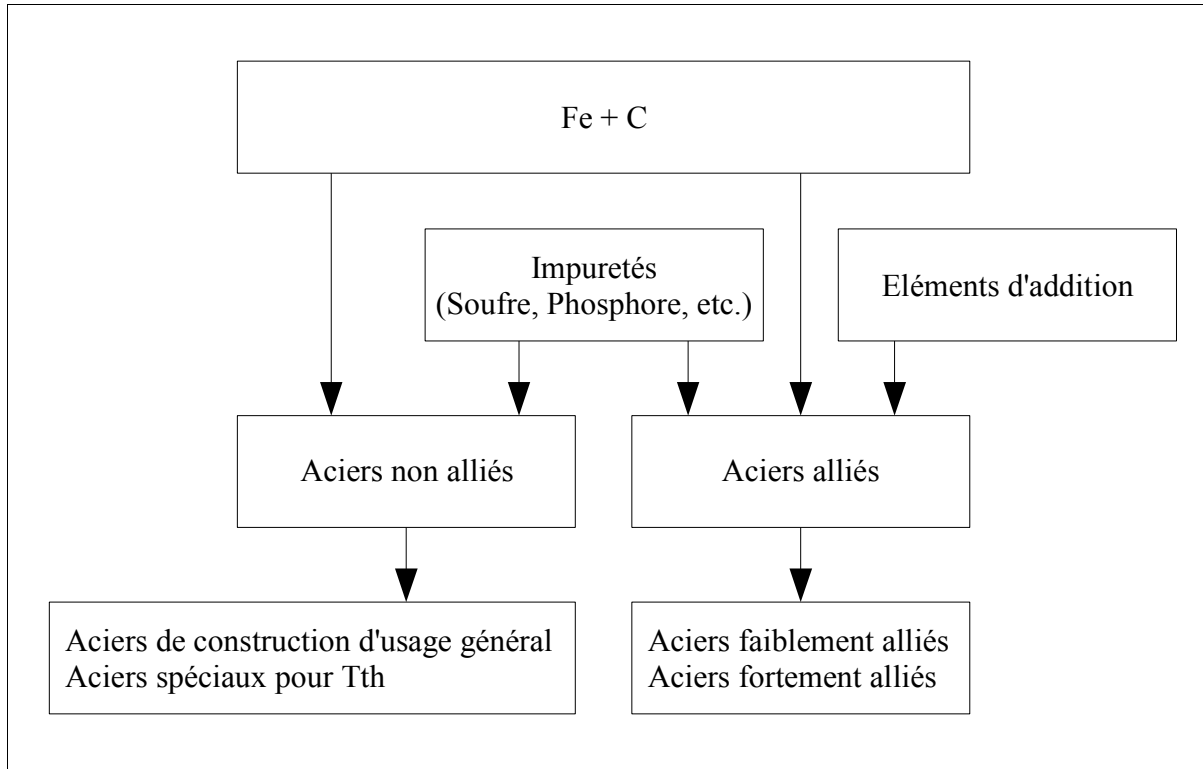 Fe + C
Impuretés
(Soufre, Phosphore, etc.)
Eléments d'addition
Aciers non alliés
Aciers alliés
Aciers de construction d'usage général
Aciers spéciaux pour Tth
Aciers faiblement alliés
Aciers fortement alliés